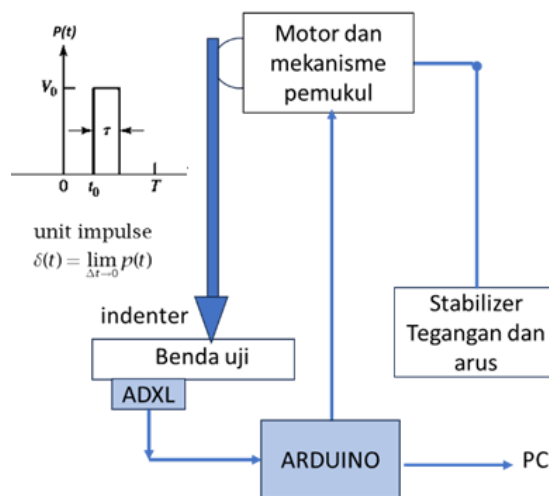 P(t)
V₀
τ
0
t₀
T
unit impulse
δ(t) = lim p(t)
Δt→0
Motor dan
mekanisme
pemukul
indenter
Benda uji
ADXL
Stabilizer
Tegangan dan
arus
ARDUINO
PC